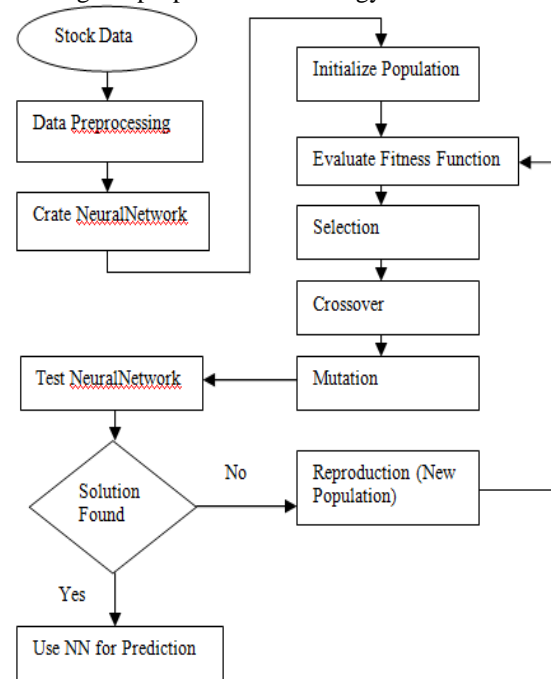 Stock Data
Data Preprocessing
Crate NeuralNetwork
Initialize Population
Evaluate Fitness Function
Selection
Crossover
Mutation
Test NeuralNetwork
Solution
Found
No
Reproduction (New
Population)
Yes
Use NN for Prediction